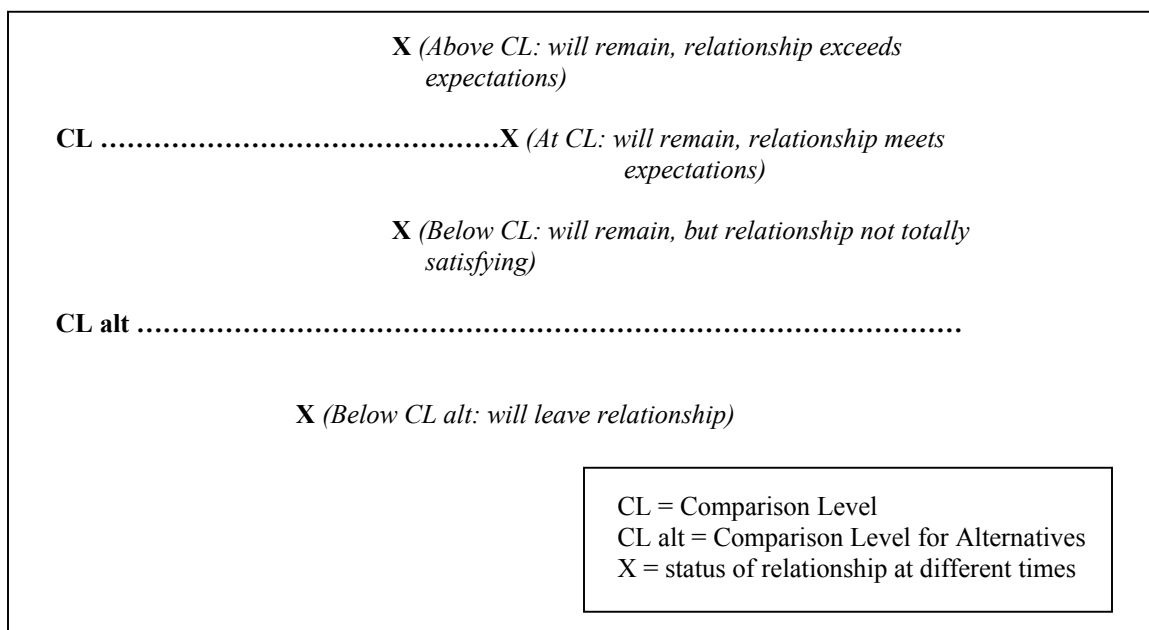 X (Above CL: will remain, relationship exceeds
expectations)
CL ………………………………………X (At CL: will remain, relationship meets
expectations)
X (Below CL: will remain, but relationship not totally
satisfying)
CL alt ……………………………………………………………………………
X (Below CL alt: will leave relationship)
CL = Comparison Level
CL alt = Comparison Level for Alternatives
X = status of relationship at different times